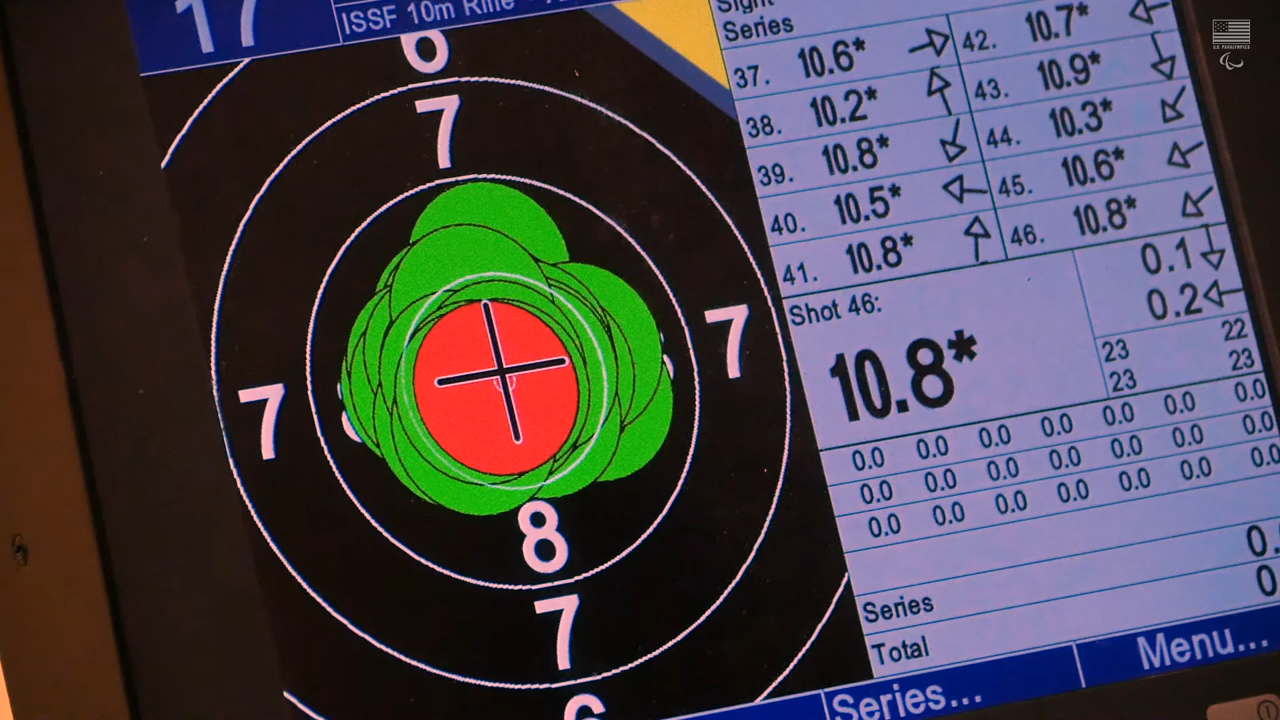 17
ISSF 10m Rifle -
6
7
7
7
8
7
6
Sight
Series
37. 10.6*
38. 10.2*
39. 10.8*
40. 10.5*
41. 10.8*
42. 10.7*
43. 10.9*
44. 10.3*
45. 10.6*
46. 10.8*
Shot 46:
10.8*
0.1
0.2
23 22
23 23
0.0 0.0 0.0 0.0 0.0 0.0 0.0
0.0 0.0 0.0 0.0 0.0 0.0 0.0
0.0 0.0 0.0 0.0 0.0 0.0 0.0
Series 0.
Total 0
Series...
Menu...
U.S. PARALYMPICS